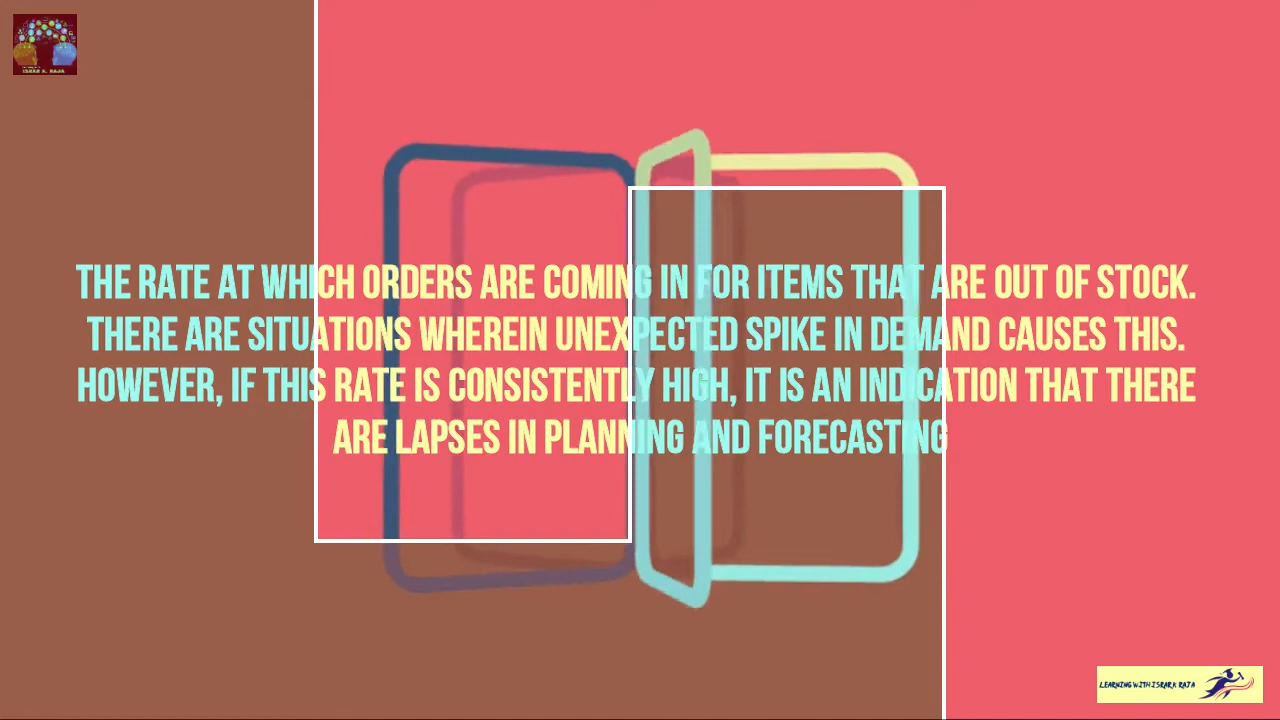 ISRAR K. RAJA
THE RATE AT WHICH ORDERS ARE COMING IN FOR ITEMS THAT ARE OUT OF STOCK.
THERE ARE SITUATIONS WHEREIN UNEXPECTED SPIKE IN DEMAND CAUSES THIS.
HOWEVER, IF THIS RATE IS CONSISTENTLY HIGH, IT IS AN INDICATION THAT THERE
ARE LAPSES IN PLANNING AND FORECASTING
LEARNING WITH ISRAR K RAJA